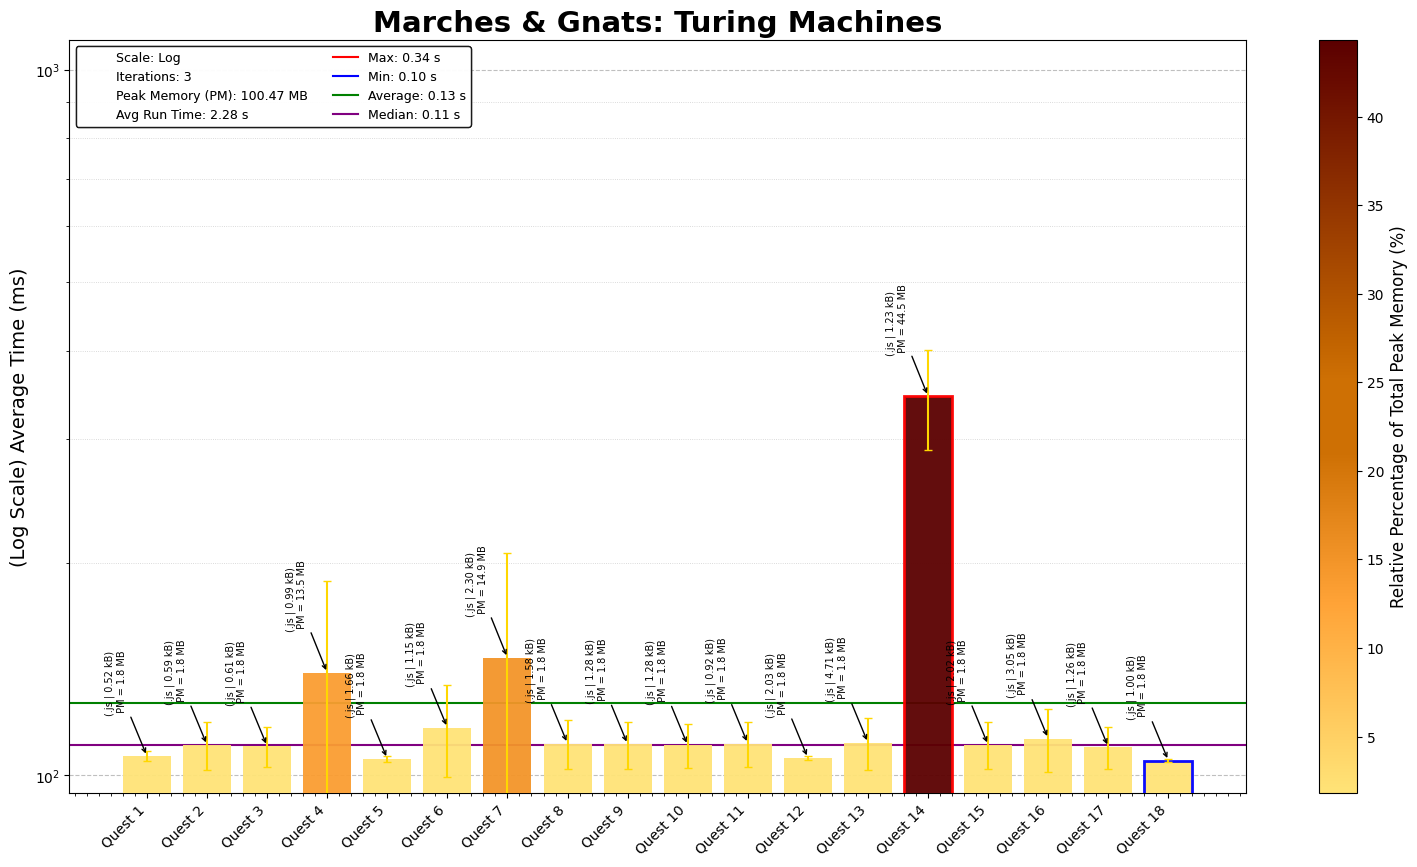 Marches & Gnats: Turing Machines
Scale: Log
Iterations: 3
Peak Memory (PM): 100.47 MB
Avg Run Time: 2.28 s
Max: 0.34 s
Min: 0.10 s
Average: 0.13 s
Median: 0.11 s
(Log Scale) Average Time (ms)
10³
10²
(.js | 0.52 kB)
PM = 1.8 MB
(.js | 0.59 kB)
PM = 1.8 MB
(.js | 0.61 kB)
PM = 1.8 MB
(.js | 0.99 kB)
PM = 13.5 MB
(.js | 1.66 kB)
PM = 1.8 MB
(.js | 1.15 kB)
PM = 1.8 MB
(.js | 2.30 kB)
PM = 14.9 MB
(.js | 1.58 kB)
PM = 1.8 MB
(.js | 1.28 kB)
PM = 1.8 MB
(.js | 1.28 kB)
PM = 1.8 MB
(.js | 0.92 kB)
PM = 1.8 MB
(.js | 2.03 kB)
PM = 1.8 MB
(.js | 4.71 kB)
PM = 1.8 MB
(.js | 1.23 kB)
PM = 44.5 MB
(.js | 2.02 kB)
PM = 1.8 MB
(.js | 3.05 kB)
PM = 1.8 MB
(.js | 1.26 kB)
PM = 1.8 MB
(.js | 1.00 kB)
PM = 1.8 MB
Quest 1
Quest 2
Quest 3
Quest 4
Quest 5
Quest 6
Quest 7
Quest 8
Quest 9
Quest 10
Quest 11
Quest 12
Quest 13
Quest 14
Quest 15
Quest 16
Quest 17
Quest 18
40
35
30
25
20
15
10
5
Relative Percentage of Total Peak Memory (%)